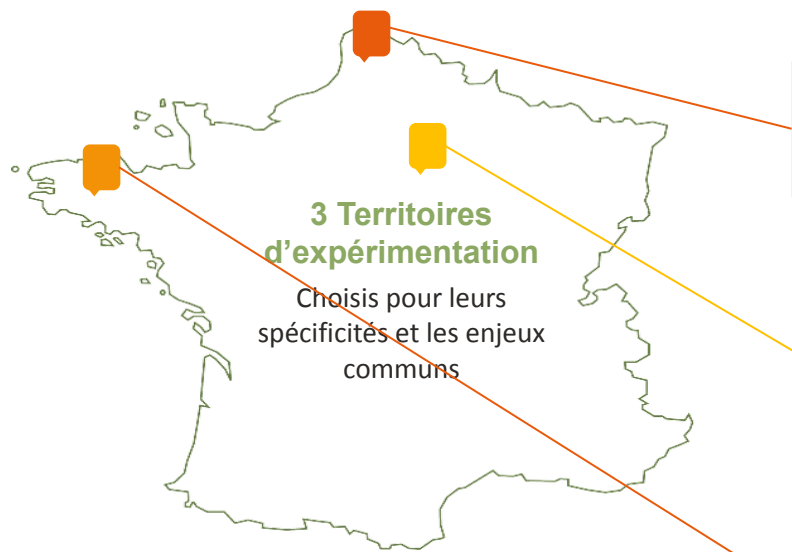 3 Territoires
d’expérimentation
Choisis pour leurs
spécificités et les enjeux
communs